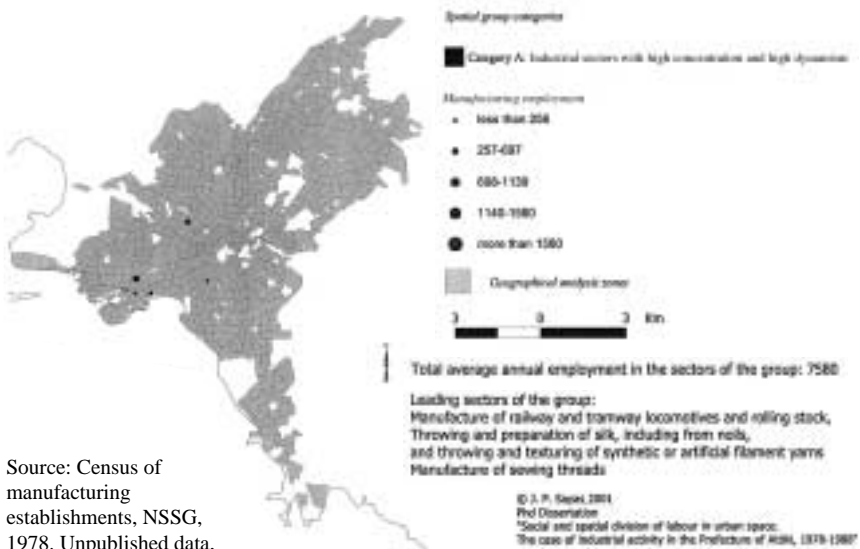 Spatial group categories
Category A: Industrial sectors with high concentration and high dynamism
Manufacturing employment
less than 256
257-697
698-1139
1140-1580
more than 1580
Geographical analysis zones
3 0 3 Km
Total average annual employment in the sectors of the group: 7580
Leading sectors of the group:
Manufacture of railway and tramway locomotives and rolling stock,
Throwing and preparation of silk, including from noils,
and throwing and texturing of synthetic or artificial filament yarns
Manufacture of sewing threads
Source: Census of
manufacturing
establishments, NSSG,
1978. Unpublished data.
© J. P. 2001
Phd Dissertation
"Social and spatial division of labour in urban space.
The case of industrial activity in the Prefecture of Attiki, 1978-1988"